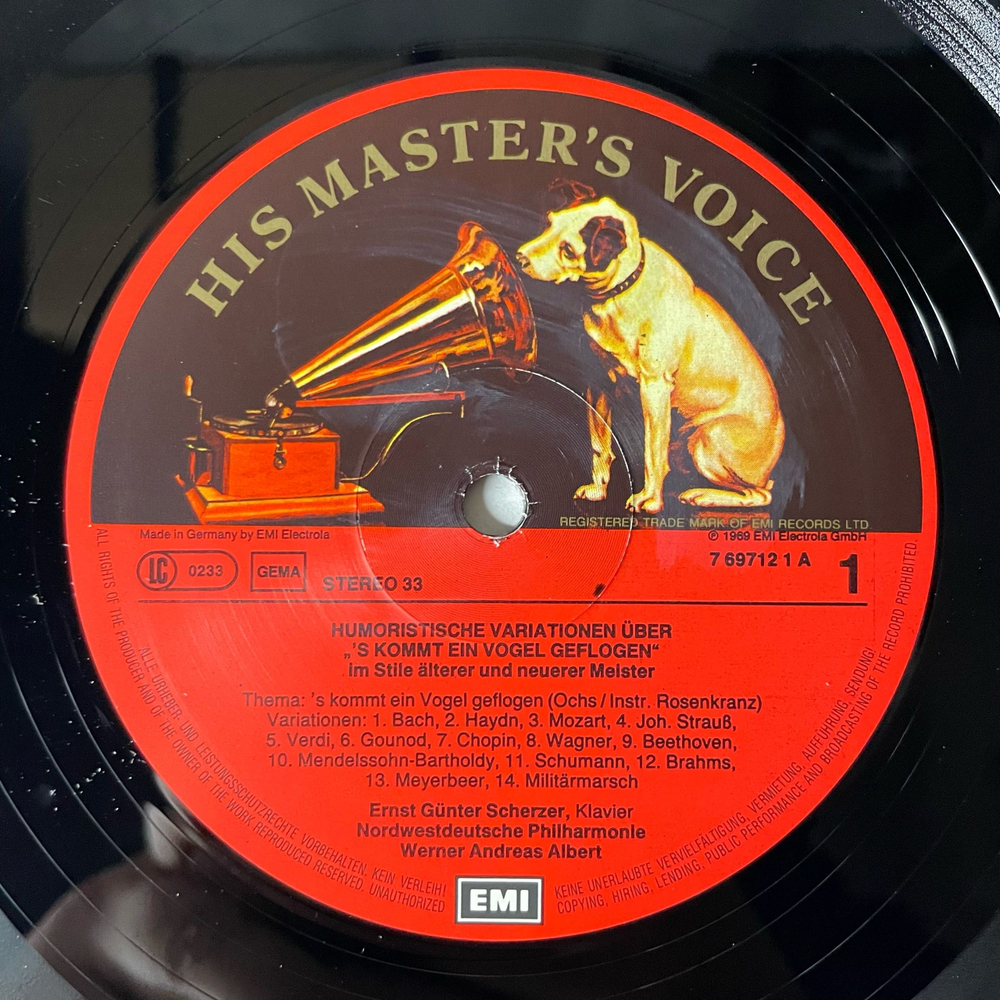 HIS MASTER'S VOICE
REGISTERED TRADE MARK OF EMI RECORDS LTD
Made in Germany by EMI Electrola
℗ 1969 EMI Electrola GmbH
LC 0233
GEMA
STEREO 33
7 69712 1 A
1
HUMORISTISCHE VARIATIONEN ÜBER
„'S KOMMT EIN VOGEL GEFLOGEN“
im Stile älterer und neuerer Meister
Thema: 's kommt ein Vogel geflogen (Ochs / Instr. Rosenkranz)
Variationen: 1. Bach, 2. Haydn, 3. Mozart, 4. Joh. Strauß,
5. Verdi, 6. Gounod, 7. Chopin, 8. Wagner, 9. Beethoven,
10. Mendelssohn-Bartholdy, 11. Schumann, 12. Brahms,
13. Meyerbeer, 14. Militärmarsch
Ernst Günter Scherzer, Klavier
Nordwestdeutsche Philharmonie
Werner Andreas Albert
EMI
ALLE URHEBER- UND LEISTUNGSSCHUTZRECHTE VORBEHALTEN. KEIN VERLEIH!
KEINE UNERLAUBTE VERVIELFÄLTIGUNG, VERMIETUNG, AUFFÜHRUNG, SENDUNG!
ALL RIGHTS OF THE PRODUCER AND OF THE OWNER OF THE WORK REPRODUCED RESERVED. UNAUTHORIZED
COPYING, HIRING, LENDING, PUBLIC PERFORMANCE AND BROADCASTING OF THE RECORD PROHIBITED.